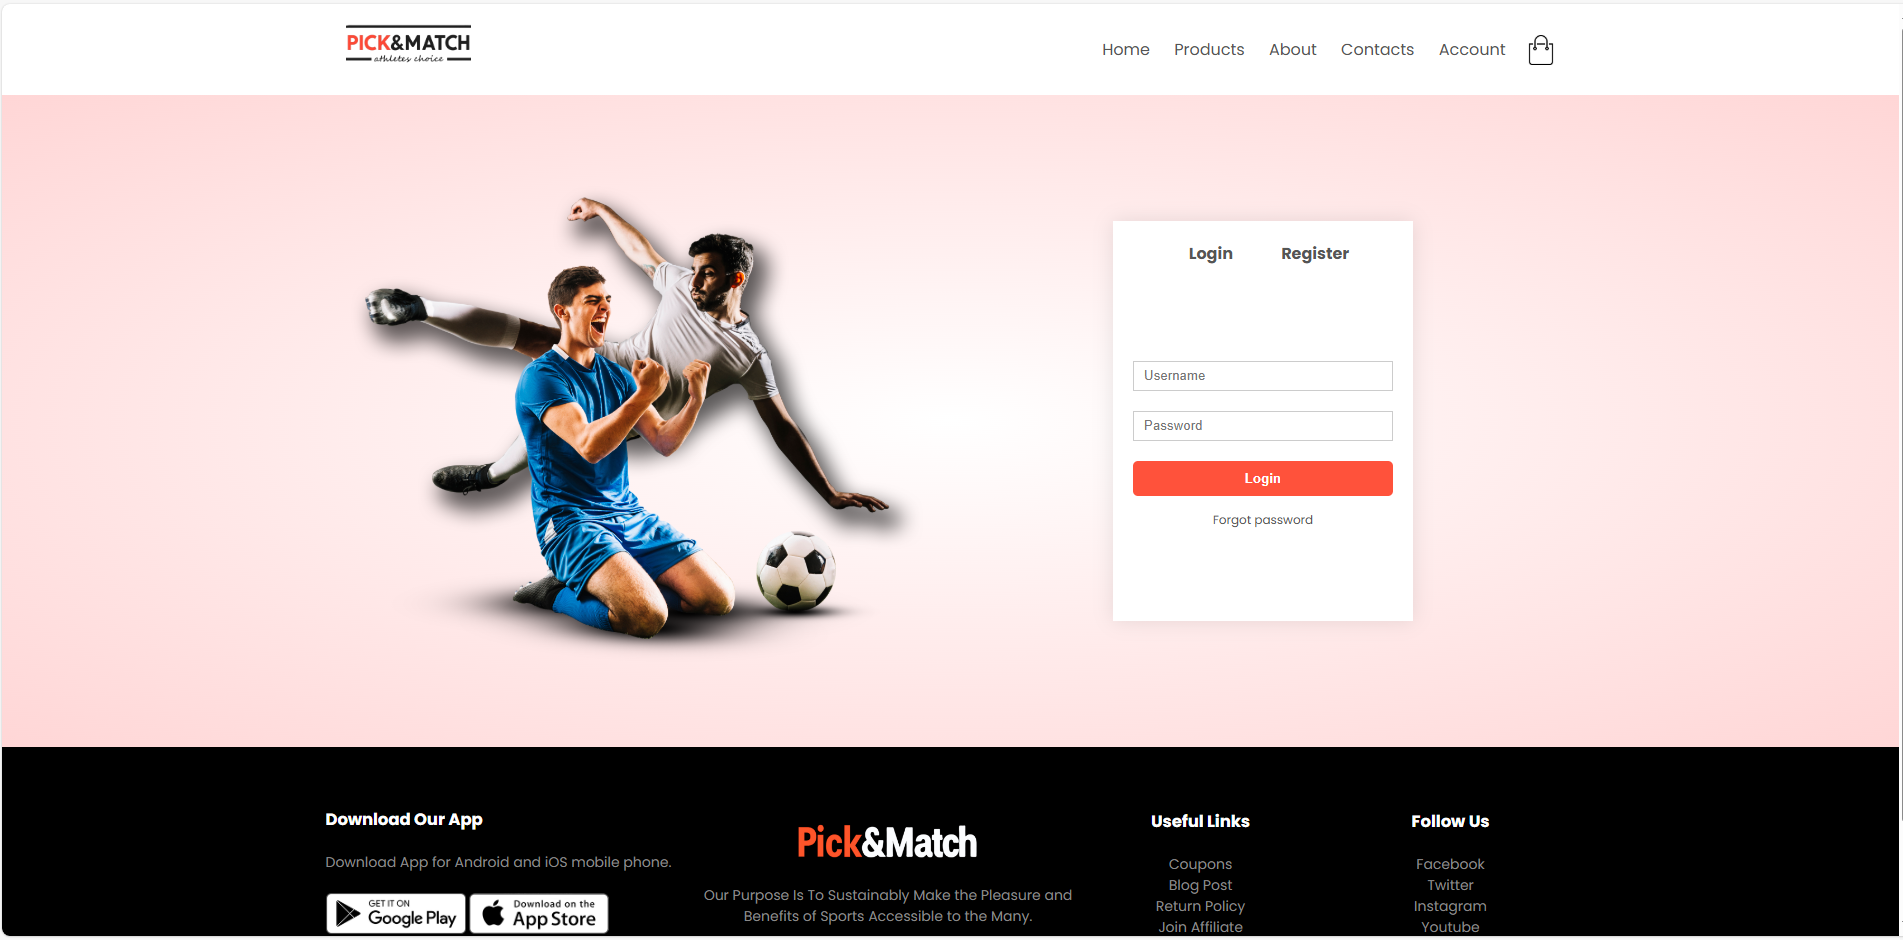 PICK&MATCH
athletes choice
Home Products About Contacts Account
Login Register
Username
Password
Login
Forgot password
Download Our App
Download App for Android and iOS mobile phone.
GET IT ON
Google Play
Download on the
App Store
Pick&Match
Our Purpose Is To Sustainably Make the Pleasure and
Benefits of Sports Accessible to the Many.
Useful Links
Coupons
Blog Post
Return Policy
Join Affiliate
Follow Us
Facebook
Twitter
Instagram
Youtube